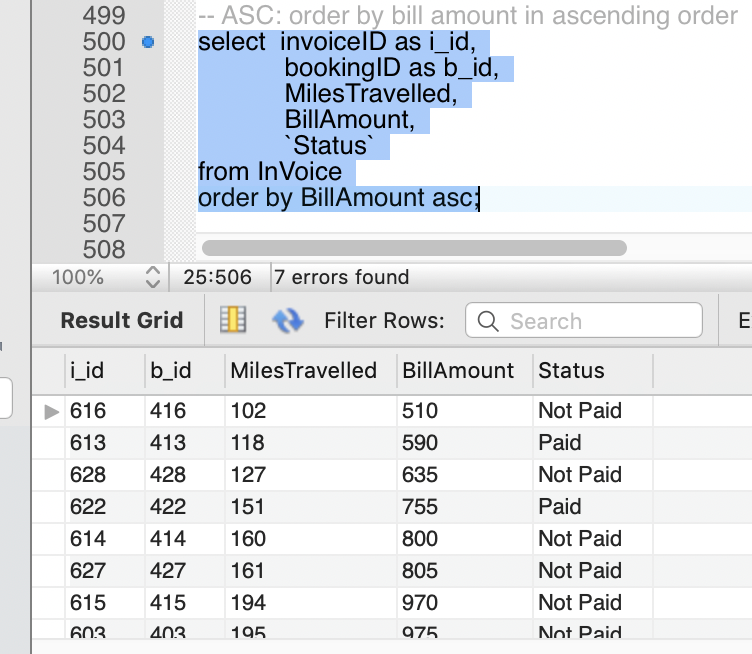 499 -- ASC: order by bill amount in ascending order
500 select  invoiceID as i_id,
501 bookingID as b_id,
502 MilesTravelled,
503 BillAmount,
504 `Status`
505 from InVoice
506 order by BillAmount asc;
507
508
100% 25:506 7 errors found
Result Grid Filter Rows: Search E
i_id b_id MilesTravelled BillAmount Status
616 416 102 510 Not Paid
613 413 118 590 Paid
628 428 127 635 Not Paid
622 422 151 755 Paid
614 414 160 800 Not Paid
627 427 161 805 Not Paid
615 415 194 970 Not Paid
603 403 195 975 Not Paid